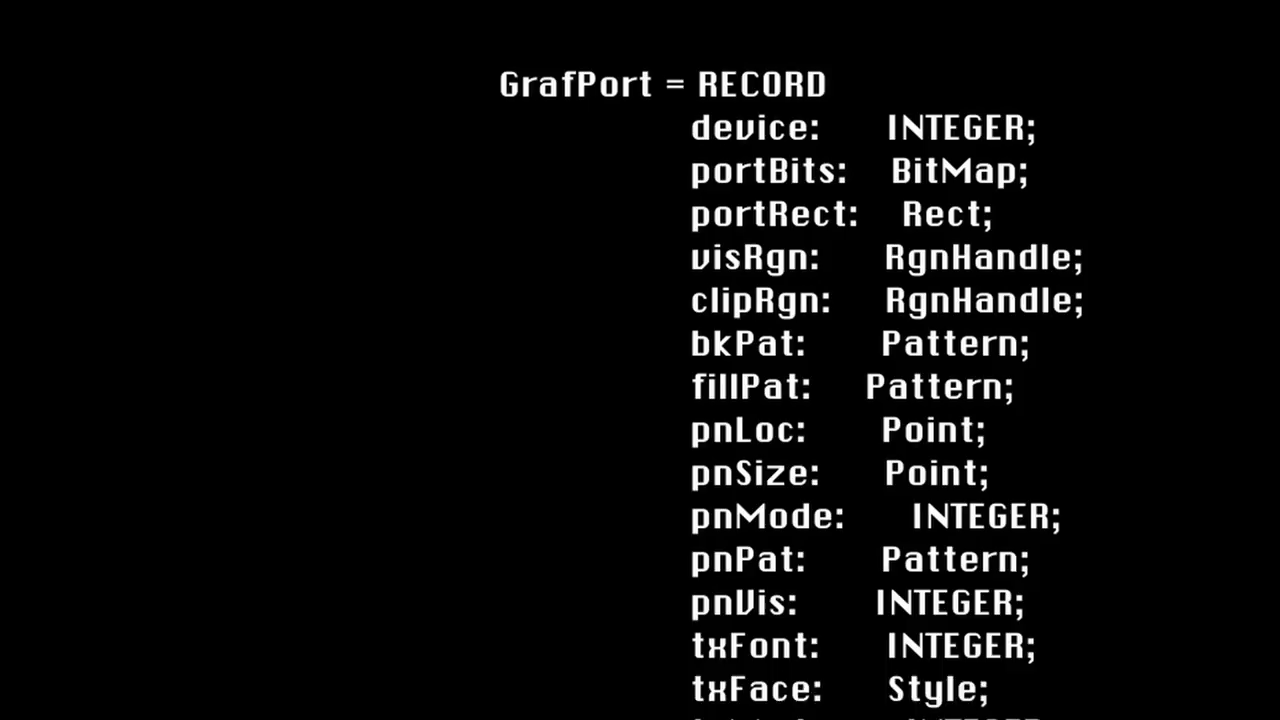 GrafPort = RECORD
device: INTEGER;
portBits: BitMap;
portRect: Rect;
visRgn: RgnHandle;
clipRgn: RgnHandle;
bkPat: Pattern;
fillPat: Pattern;
pnLoc: Point;
pnSize: Point;
pnMode: INTEGER;
pnPat: Pattern;
pnVis: INTEGER;
txFont: INTEGER;
txFace: Style;